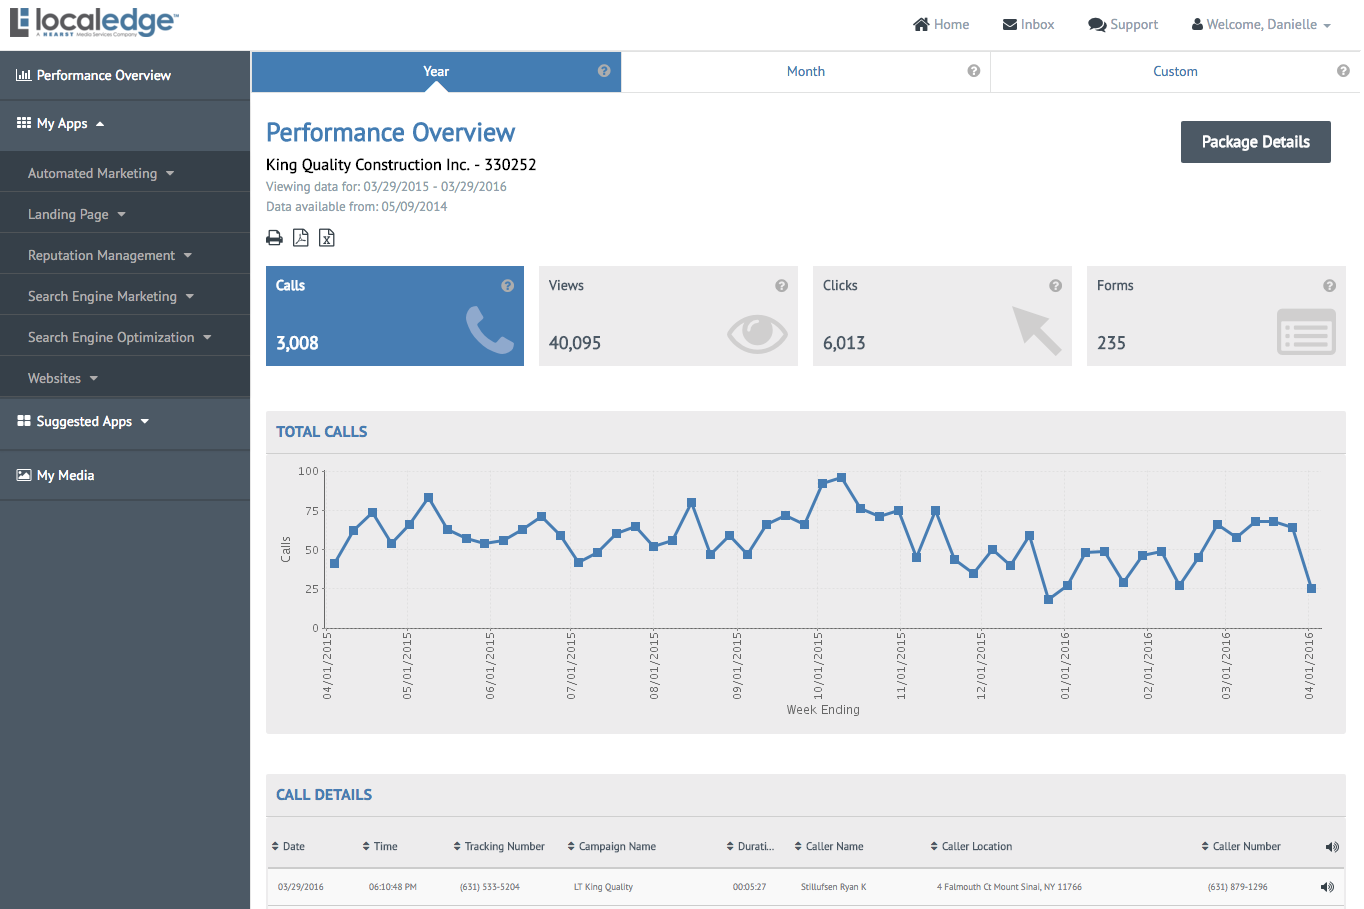 localedge™
A HEARST Media Services Company
Home
Inbox
Support
Welcome, Danielle
Performance Overview
My Apps
Automated Marketing
Landing Page
Reputation Management
Search Engine Marketing
Search Engine Optimization
Websites
Suggested Apps
My Media
Year
Month
Custom
Performance Overview
King Quality Construction Inc. - 330252
Viewing data for: 03/29/2015 - 03/29/2016
Data available from: 05/09/2014
Package Details
Calls
3,008
Views
40,095
Clicks
6,013
Forms
235
TOTAL CALLS
100
75
50
25
0
Calls
04/01/2015
05/01/2015
06/01/2015
07/01/2015
08/01/2015
09/01/2015
10/01/2015
11/01/2015
12/01/2015
01/01/2016
02/01/2016
03/01/2016
04/01/2016
Week Ending
CALL DETAILS
Date Time Tracking Number Campaign Name Durati... Caller Name Caller Location Caller Number
03/29/2016 06:10:48 PM (631) 533-5204 LT King Quality 00:05:27 Stillufsen Ryan K 4 Falmouth Ct Mount Sinai, NY 11766 (631) 879-1296